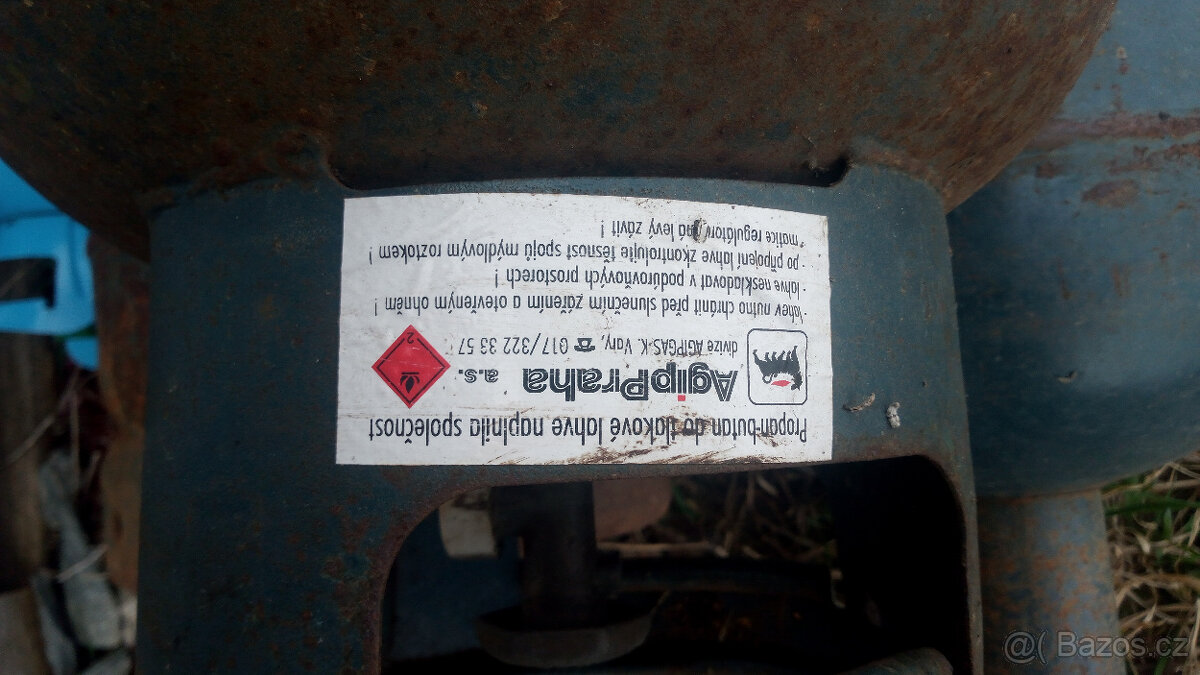 Propan-butan do tlakové lahve naplnila společnost
AgipPraha a.s.
divize AGIPGAS K. Vary, ☎ 017/322 33 57
2
- lahev nutno chránit před slunečním zářením a otevřeným ohněm !
- lahve neskladovat v podúrovňových prostorech !
- po připojení lahve zkontrolujte těsnost spojů mýdlovým roztokem !
*matice regulátoru má levý závit !
@( Bazos.cz